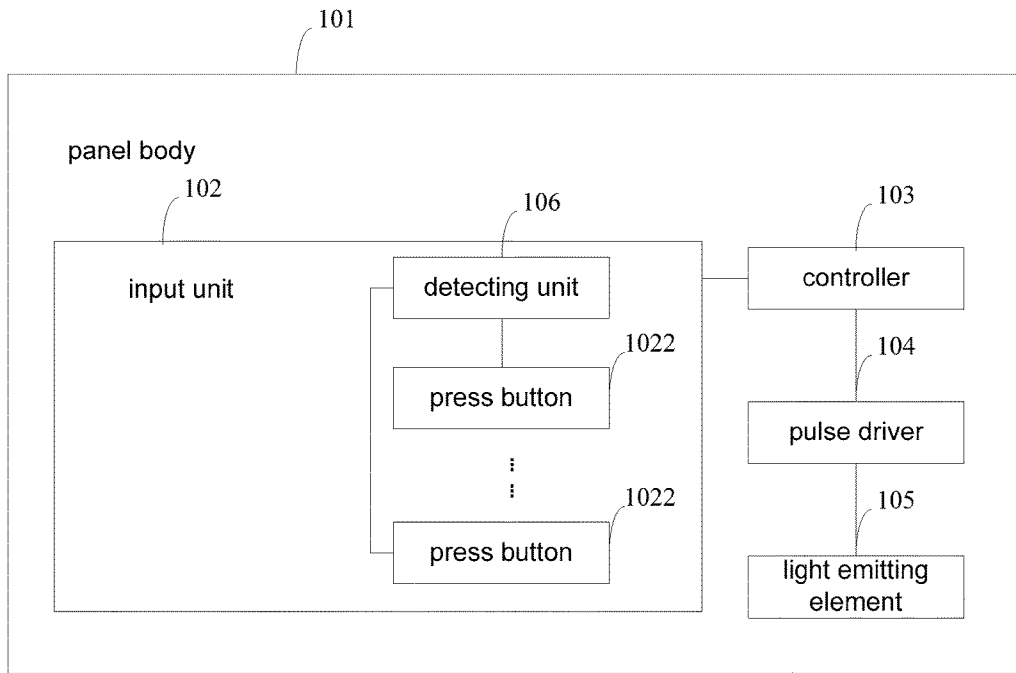 101
panel body
102
106
103
input unit
detecting unit
controller
1022
104
press button
pulse driver
1022
105
press button
light emitting
element